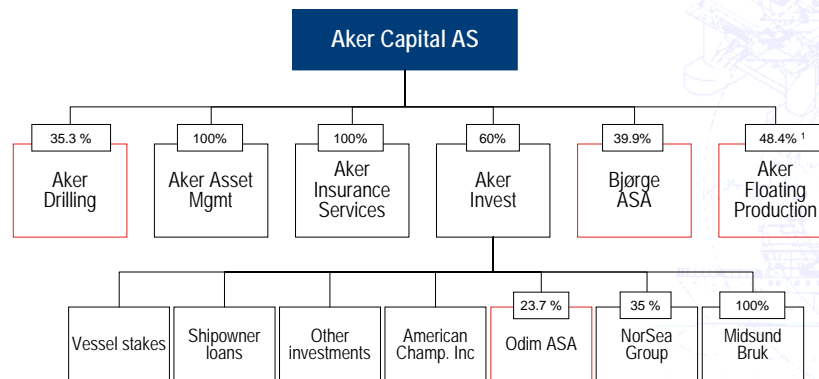 Aker Capital AS
35.3 %
100%
100%
60%
39.9%
48.4% 1
Aker
Drilling
Aker Asset
Mgmt
Aker
Insurance
Services
Aker
Invest
Bjørge
ASA
Aker
Floating
Production
23.7 %
35 %
100%
Vessel stakes
Shipowner
loans
Other
investments
American
Champ. Inc
Odim ASA
NorSea
Group
Midsund
Bruk